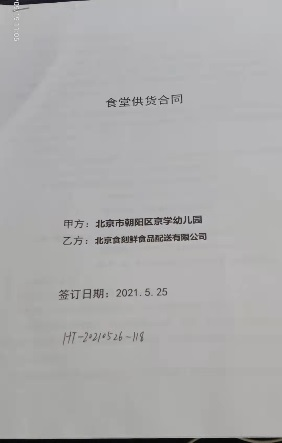 食堂供货合同
甲方：北京市朝阳区京学幼儿园
乙方：北京食刻鲜食品配送有限公司
签订日期：2021.5.25
HT-20210526-118